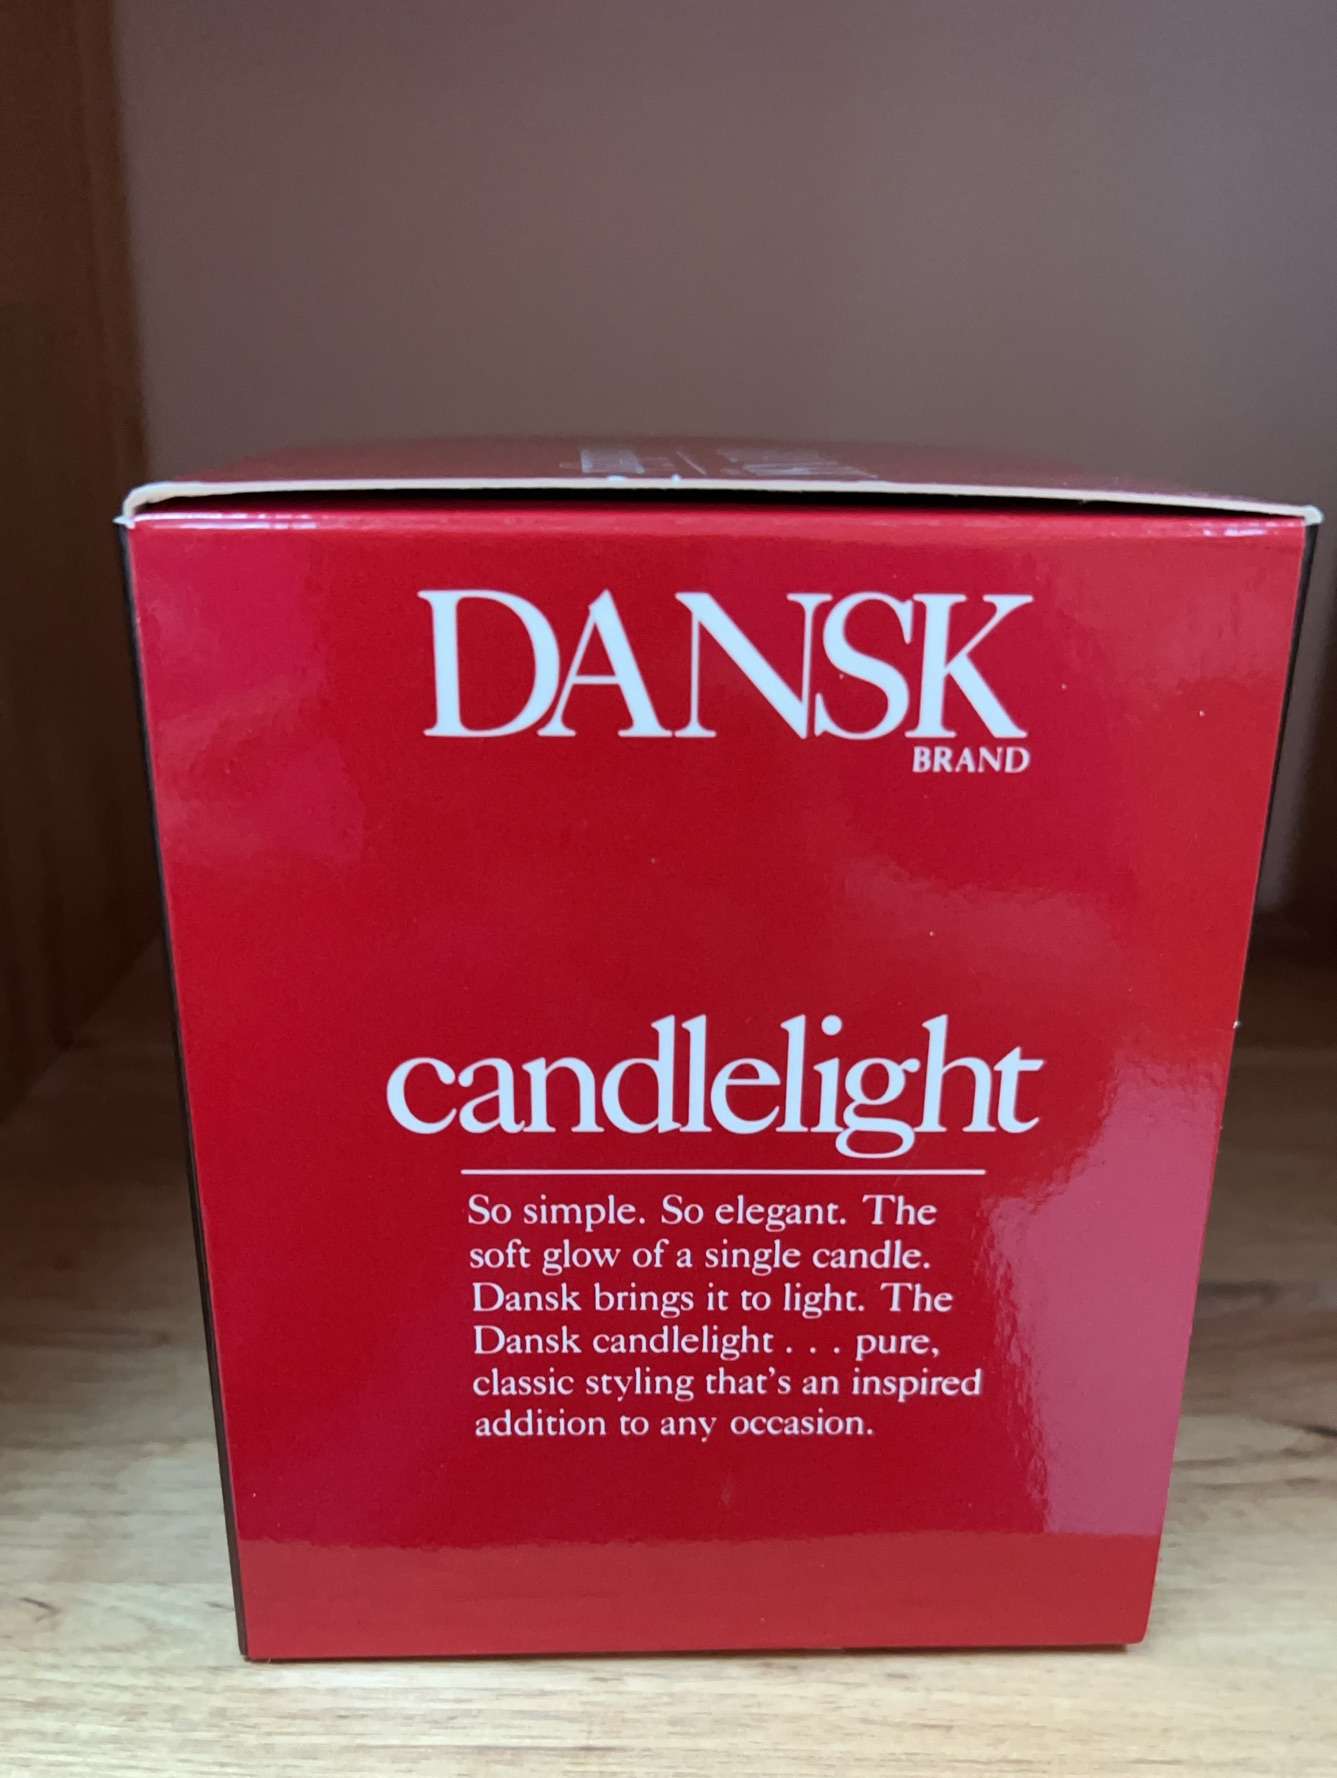 DANSK
BRAND
candlelight
So simple. So elegant. The
soft glow of a single candle.
Dansk brings it to light. The
Dansk candlelight . . . pure,
classic styling that's an inspired
addition to any occasion.